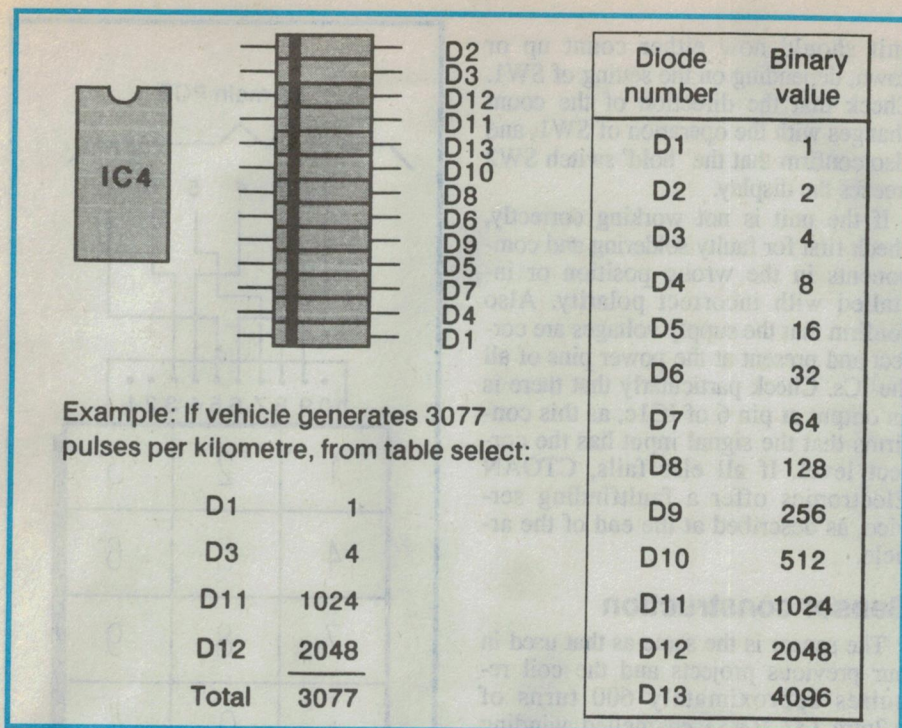 IC4
D2
D3
D12
D11
D13
D10
D8
D6
D9
D5
D7
D4
D1
Example: If vehicle generates 3077
pulses per kilometre, from table select:
D1 1
D3 4
D11 1024
D12 2048
Total 3077
Diode Binary
number value
D1 1
D2 2
D3 4
D4 8
D5 16
D6 32
D7 64
D8 128
D9 256
D10 512
D11 1024
D12 2048
D13 4096